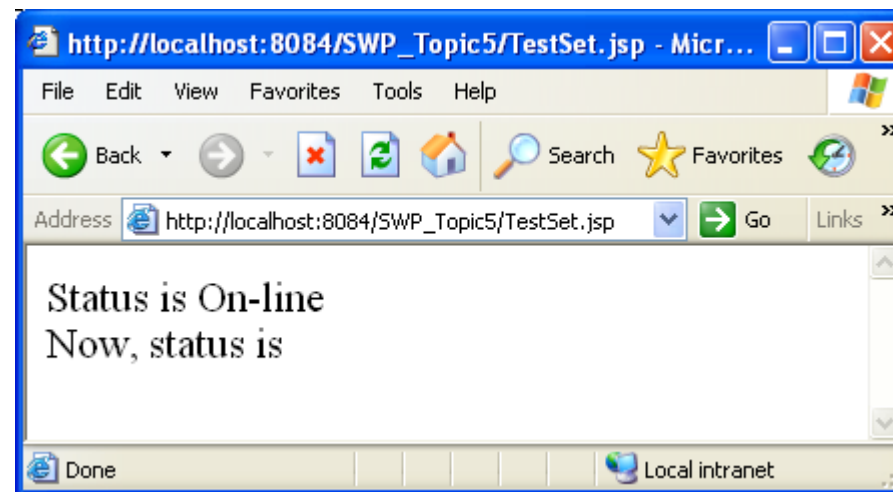 http://localhost:8084/SWP_Topic5/TestSet.jsp - Micr...
File Edit View Favorites Tools Help
Back Search Favorites »
Address http://localhost:8084/SWP_Topic5/TestSet.jsp Go Links »
Status is On-line
Now, status is
Done Local intranet